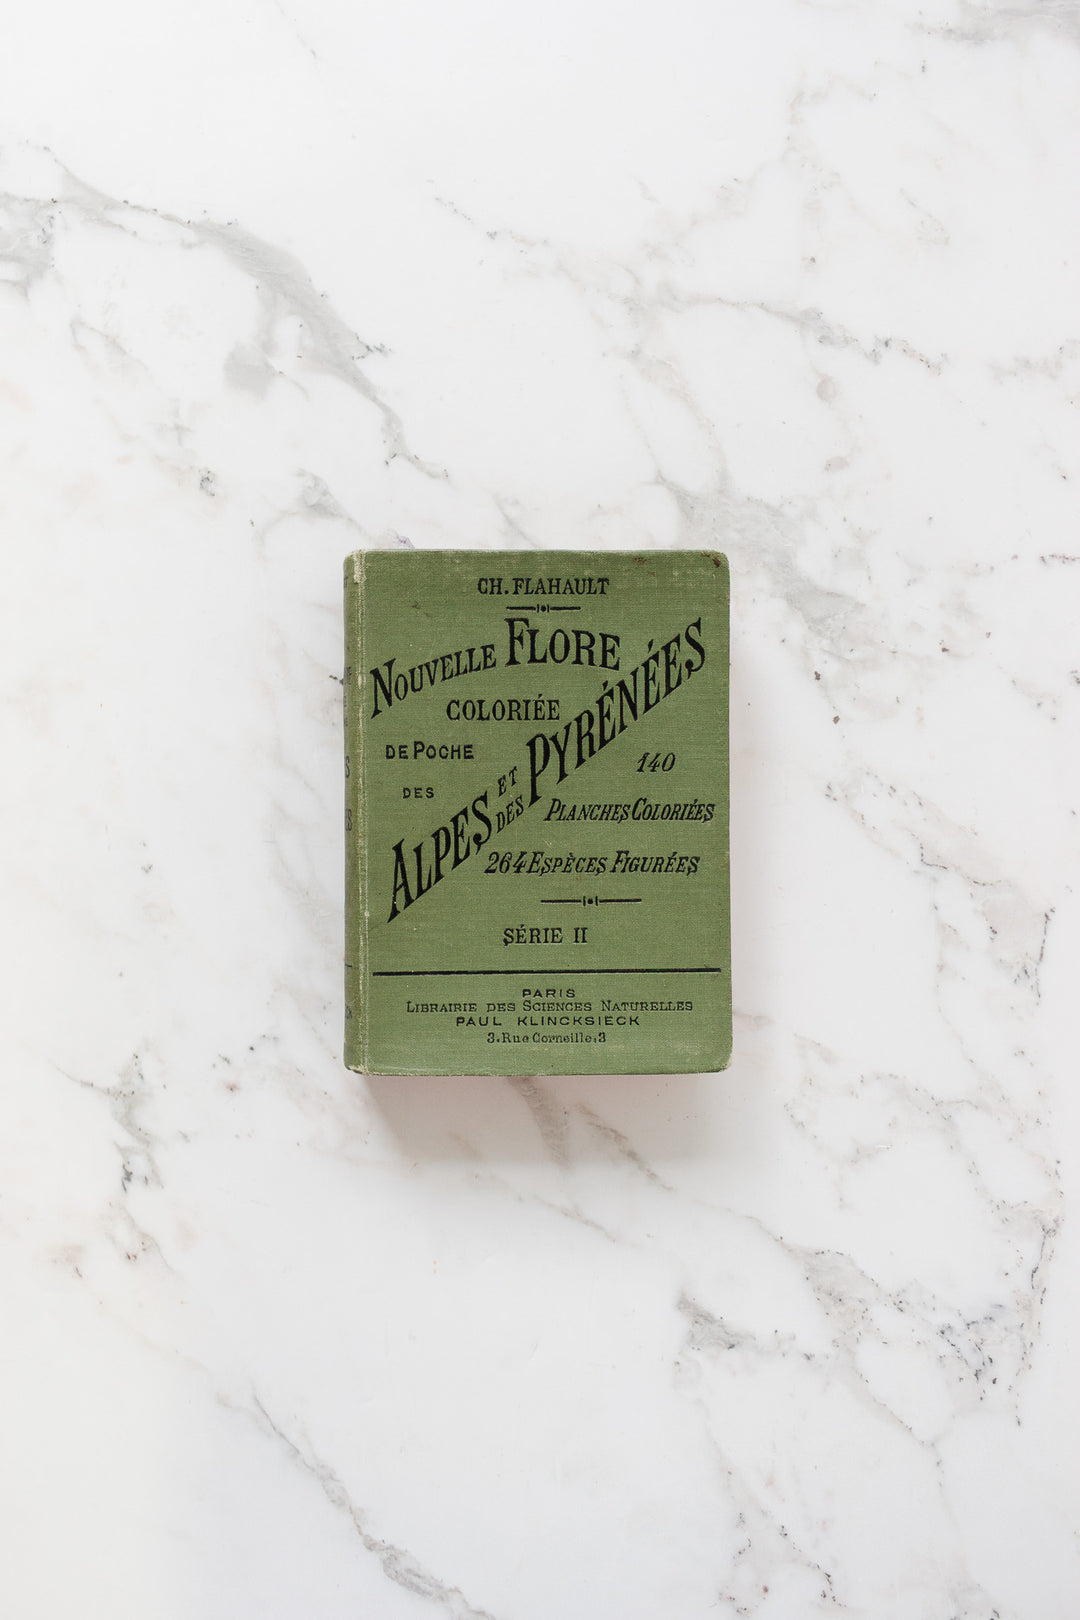 CH. FLAHAULT
NOUVELLE FLORE
COLORIÉE
DE POCHE
DES
ALPES ET DES PYRÉNÉES
140
PLANCHES COLORIÉES
264 ESPÈCES FIGURÉES
SÉRIE II
PARIS
LIBRAIRIE DES SCIENCES NATURELLES
PAUL KLINCKSIECK
3. Rue Corneille. 3